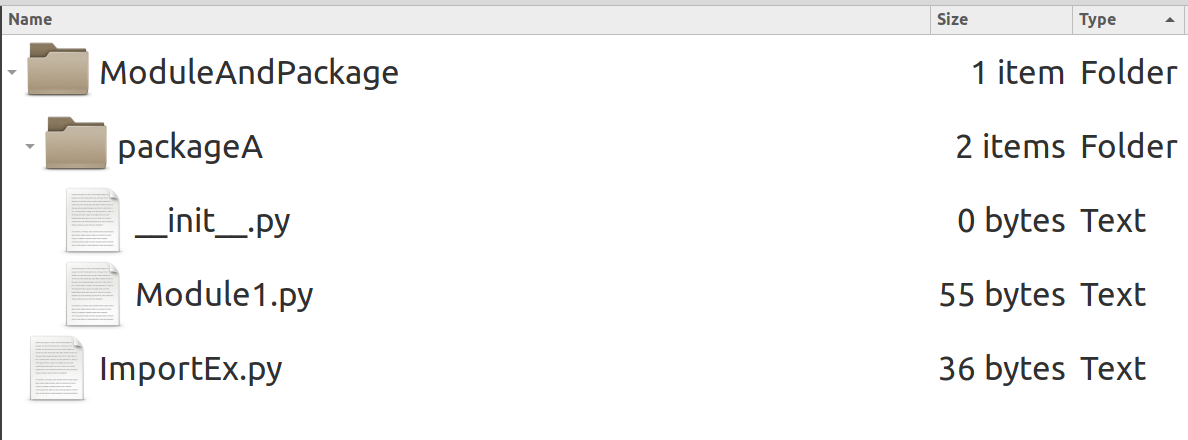 Name Size Type
ModuleAndPackage 1 item Folder
packageA 2 items Folder
__init__.py 0 bytes Text
Module1.py 55 bytes Text
ImportEx.py 36 bytes Text